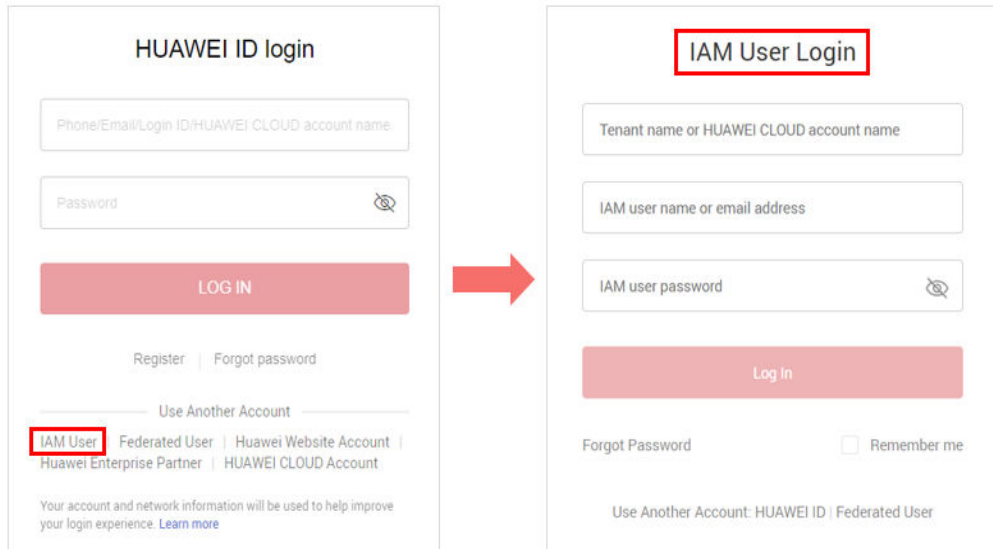 HUAWEI ID login
Phone/Email/Login ID/HUAWEI CLOUD account name
Password
LOG IN
Register | Forgot password
Use Another Account
IAM User | Federated User | Huawei Website Account |
Huawei Enterprise Partner | HUAWEI CLOUD Account
Your account and network information will be used to help improve
your login experience. Learn more
IAM User Login
Tenant name or HUAWEI CLOUD account name
IAM user name or email address
IAM user password
Log In
Forgot Password
Remember me
Use Another Account: HUAWEI ID | Federated User